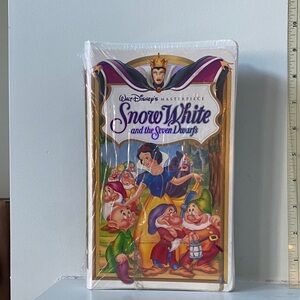 Walt Disney's MASTERPIECE
Snow White
and the Seven Dwarfs